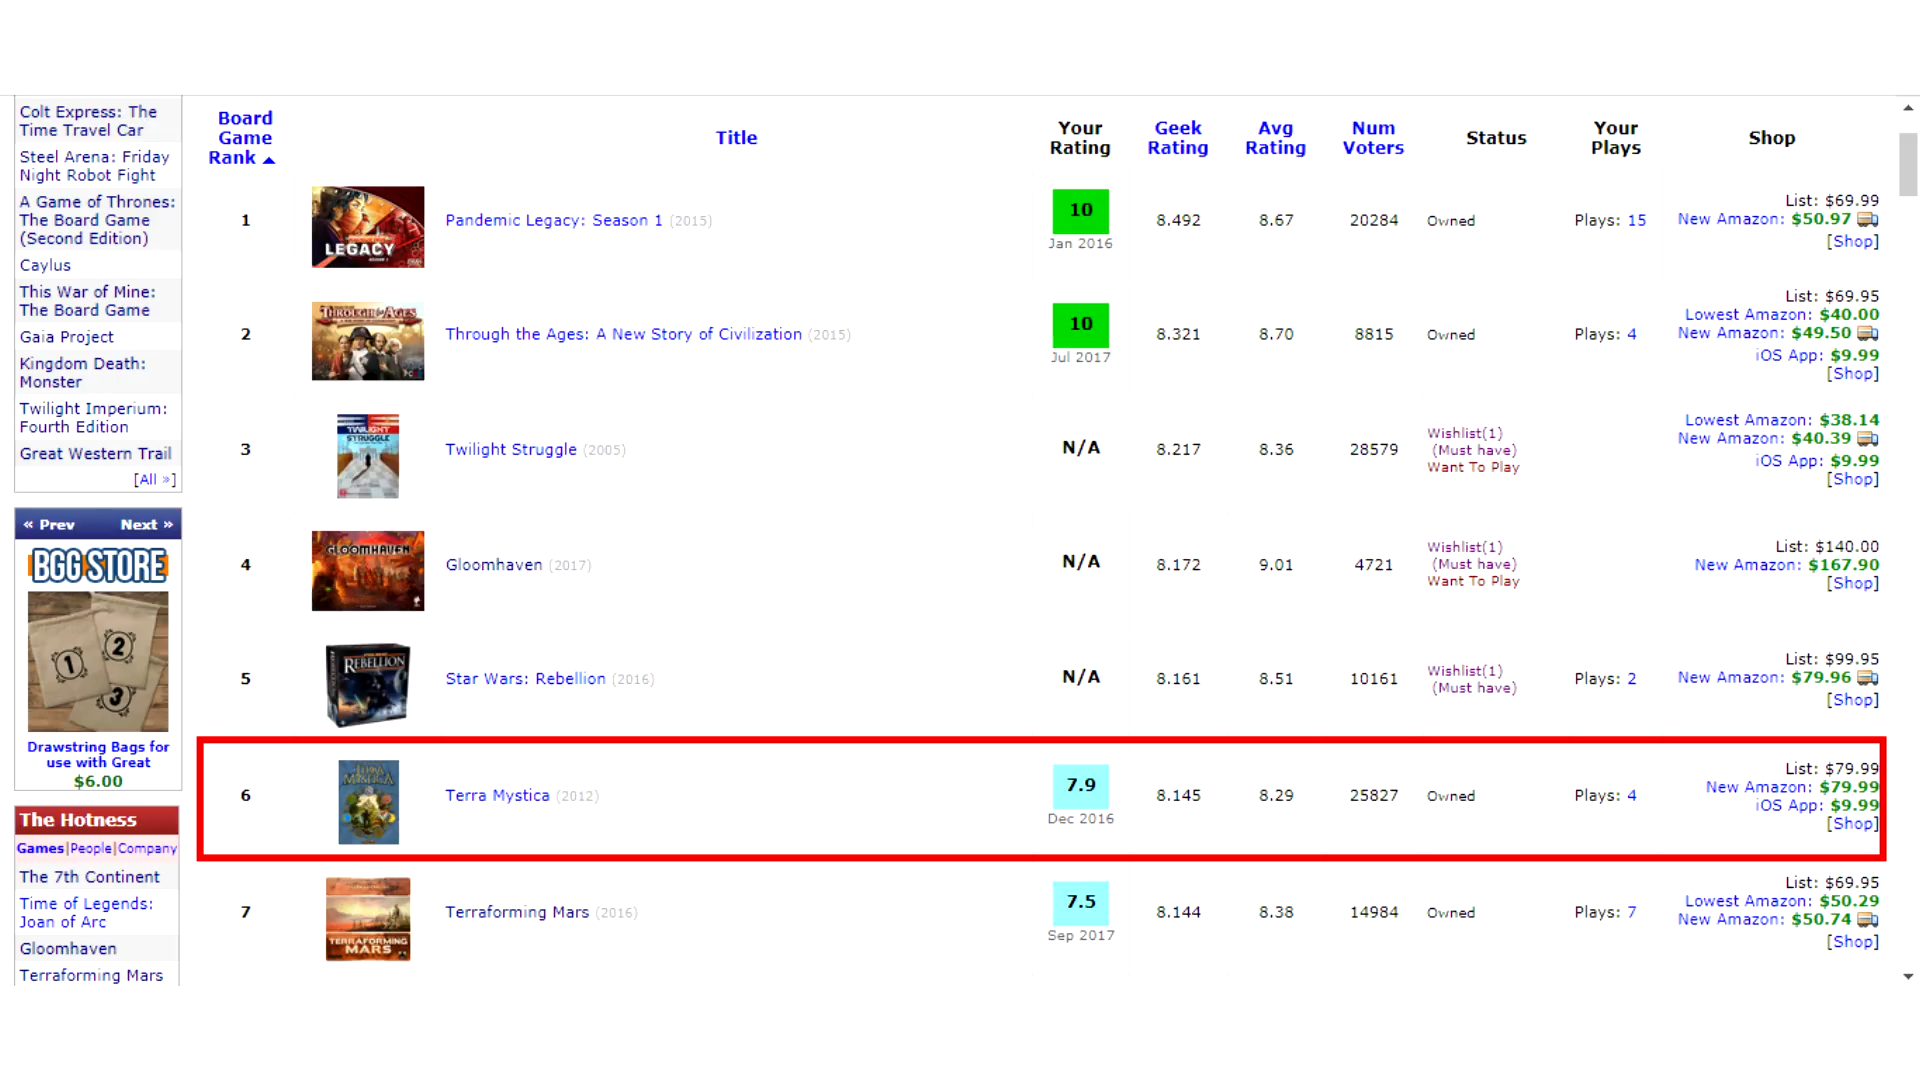 Colt Express: The
Time Travel Car
Steel Arena: Friday
Night Robot Fight
A Game of Thrones:
The Board Game
(Second Edition)
Caylus
This War of Mine:
The Board Game
Gaia Project
Kingdom Death:
Monster
Twilight Imperium:
Fourth Edition
Great Western Trail
[All »]
« Prev Next »
BGG STORE
1
2
3
Drawstring Bags for
use with Great
$6.00
The Hotness
Games|People|Company
The 7th Continent
Time of Legends:
Joan of Arc
Gloomhaven
Terraforming Mars
Board
Game
Rank
Title
Your
Rating
Geek
Rating
Avg
Rating
Num
Voters
Status
Your
Plays
Shop
1
LEGACY
Pandemic Legacy: Season 1 (2015)
10
Jan 2016
8.492
8.67
20284
Owned
Plays: 15
List: $69.99
New Amazon: $50.97
[Shop]
2
THROUGH THE AGES
Through the Ages: A New Story of Civilization (2015)
10
Jul 2017
8.321
8.70
8815
Owned
Plays: 4
List: $69.95
Lowest Amazon: $40.00
New Amazon: $49.50
iOS App: $9.99
[Shop]
3
TWILIGHT
STRUGGLE
Twilight Struggle (2005)
N/A
8.217
8.36
28579
Wishlist(1)
(Must have)
Want To Play
Lowest Amazon: $38.14
New Amazon: $40.39
iOS App: $9.99
[Shop]
4
GLOOMHAVEN
Gloomhaven (2017)
N/A
8.172
9.01
4721
Wishlist(1)
(Must have)
Want To Play
List: $140.00
New Amazon: $167.90
[Shop]
5
REBELLION
Star Wars: Rebellion (2016)
N/A
8.161
8.51
10161
Wishlist(1)
(Must have)
Plays: 2
List: $99.95
New Amazon: $79.96
[Shop]
6
TERRA
MYSTICA
Terra Mystica (2012)
7.9
Dec 2016
8.145
8.29
25827
Owned
Plays: 4
List: $79.99
New Amazon: $79.99
iOS App: $9.99
[Shop]
7
TERRAFORMING
MARS
Terraforming Mars (2016)
7.5
Sep 2017
8.144
8.38
14984
Owned
Plays: 7
List: $69.95
Lowest Amazon: $50.29
New Amazon: $50.74
[Shop]